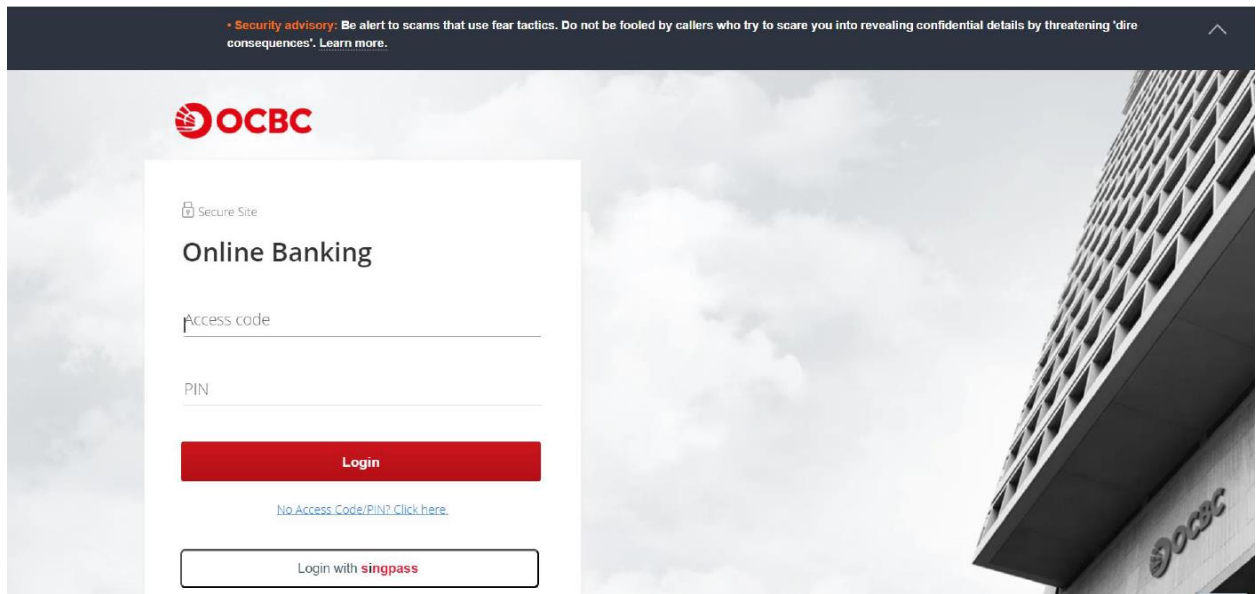 • Security advisory: Be alert to scams that use fear tactics. Do not be fooled by callers who try to scare you into revealing confidential details by threatening 'dire
consequences'. Learn more.
OCBC
Secure Site
Online Banking
Access code
PIN
Login
No Access Code/PIN? Click here.
Login with singpass
OCBC